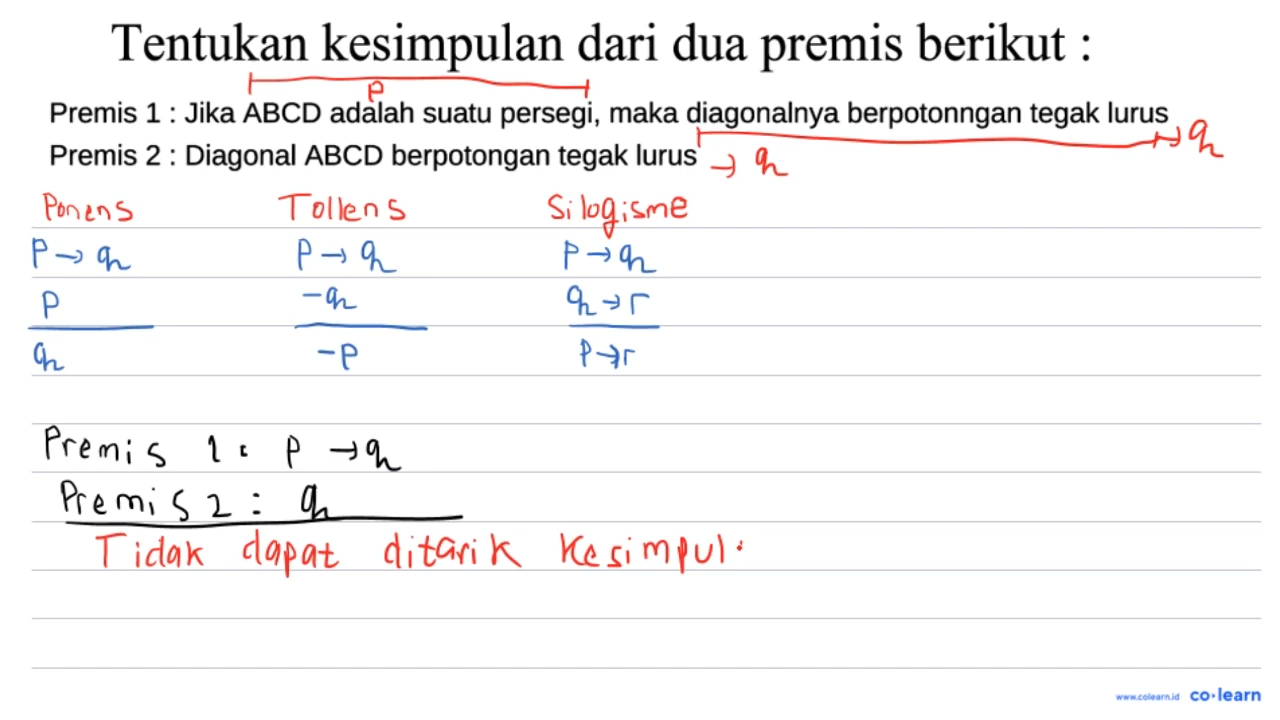 Tentukan kesimpulan dari dua premis berikut :
P
Premis 1 : Jika ABCD adalah suatu persegi, maka diagonalnya berpotonngan tegak lurus → q
Premis 2 : Diagonal ABCD berpotongan tegak lurus → q
Ponens Tollens Silogisme
P → q P → q P → q
P -q q → r
q -P P → r
Premis 1 : P → q
Premis 2 : q
Tidak dapat ditarik kesimpul
www.colearn.id co·learn